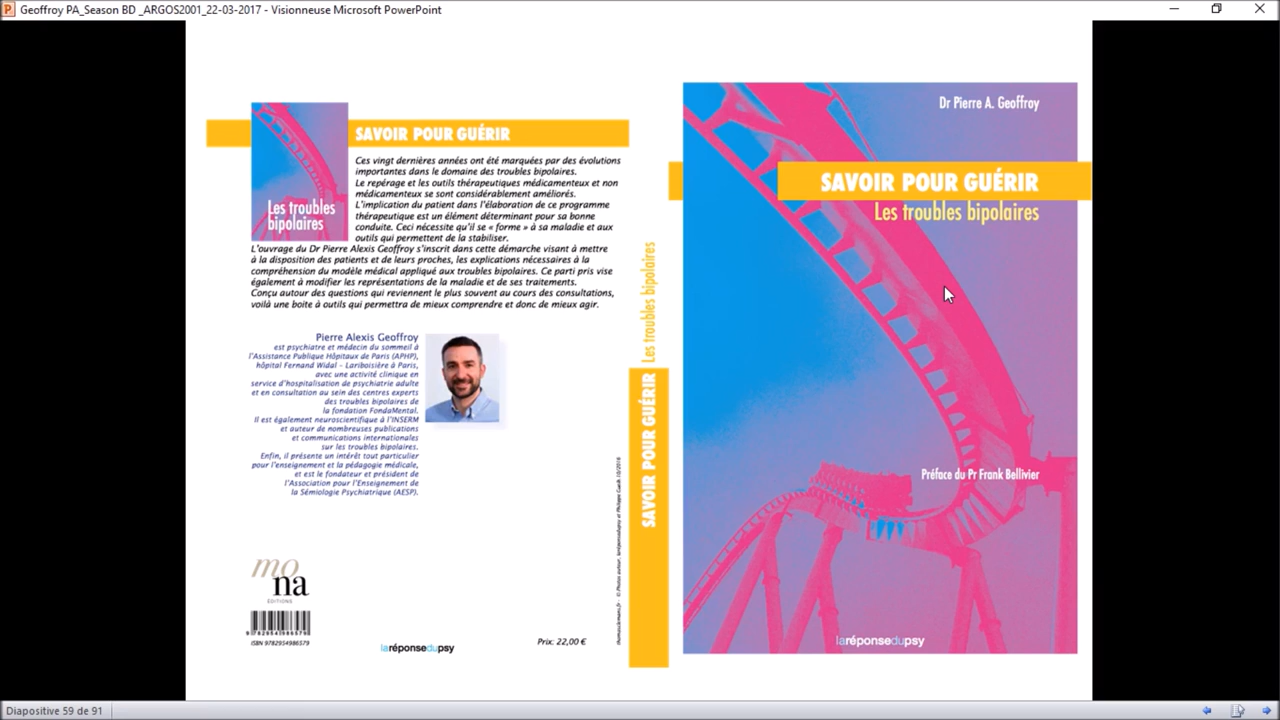 Geoffroy PA_Season BD _ARGOS2001_22-03-2017 - Visionneuse Microsoft PowerPoint
Les troubles
bipolaires
SAVOIR POUR GUÉRIR
Ces vingt dernières années ont été marquées par des évolutions
importantes dans le domaine des troubles bipolaires.
Le repérage et les outils thérapeutiques médicamenteux et non
médicamenteux se sont considérablement améliorés.
L'implication du patient dans l'élaboration de ce programme
thérapeutique est un élément déterminant pour sa bonne
conduite. Ceci nécessite qu'il se « forme » à sa maladie et aux
outils qui permettent de la stabiliser.
L'ouvrage du Dr Pierre Alexis Geoffroy s'inscrit dans cette démarche visant à mettre
à la disposition des patients et de leurs proches, les explications nécessaires à la
compréhension du modèle médical appliqué aux troubles bipolaires. Ce parti pris vise
également à modifier les représentations de la maladie et de ses traitements.
Conçu autour des questions qui reviennent le plus souvent au cours des consultations,
voilà une boîte à outils qui permettra de mieux comprendre et donc de mieux agir.
Pierre Alexis Geoffroy
est psychiatre et médecin du sommeil à
l'Assistance Publique Hôpitaux de Paris (APHP),
hôpital Fernand Widal - Lariboisière à Paris,
avec une activité clinique en
service d'hospitalisation de psychiatrie adulte
et en consultation au sein des centres experts
des troubles bipolaires de
la fondation FondaMental.
Il est également neuroscientifique à l'INSERM
et auteur de nombreuses publications
et communications internationales
sur les troubles bipolaires.
Enfin, il présente un intérêt tout particulier
pour l'enseignement et la pédagogie médicale,
et est le fondateur et président de
l'Association pour l'Enseignement de
la Sémiologie Psychiatrique (AESP).
mona
ÉDITIONS
9782954986579
ISBN 9782954986579
laréponsedupsy
Prix: 22,00 €
SAVOIR POUR GUÉRIR Les troubles bipolaires
Dr Pierre A. Geoffroy
SAVOIR POUR GUÉRIR
Les troubles bipolaires
Préface du Pr Frank Bellivier
laréponsedupsy
Diapositive 59 de 91